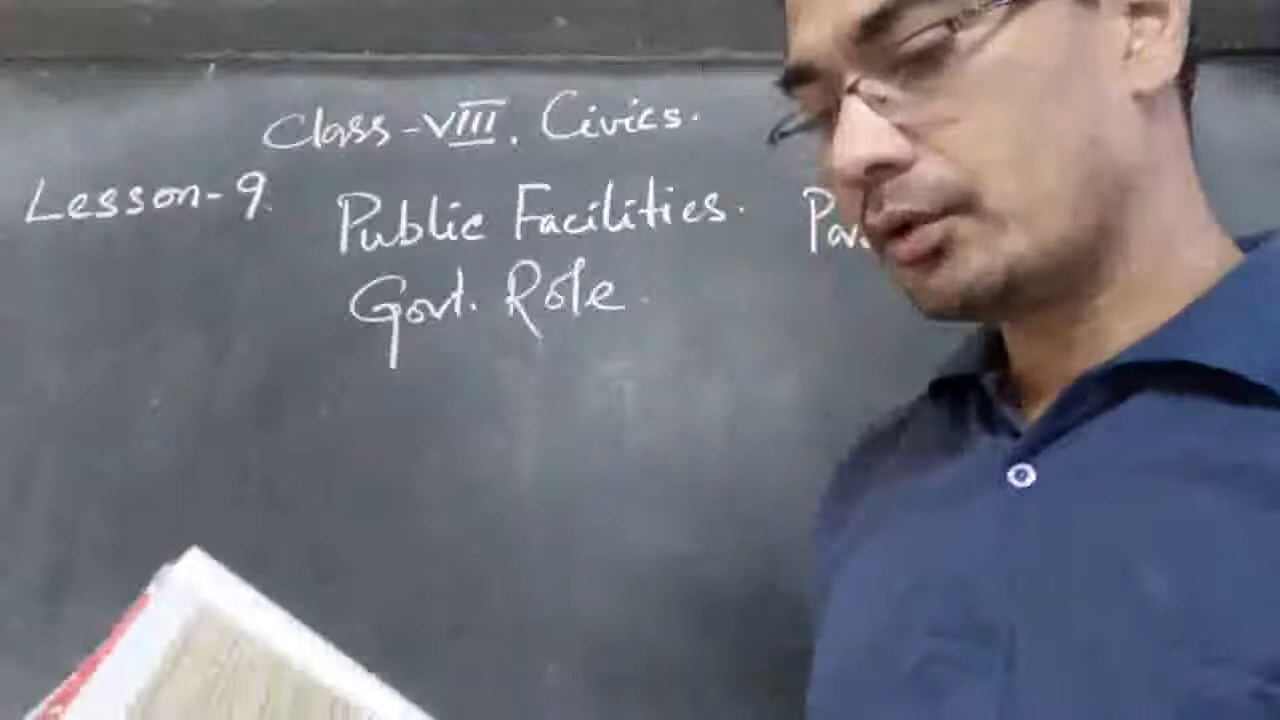 Class-VIII. Civics.
Lesson-9. Public Facilities.
Govt. Role.